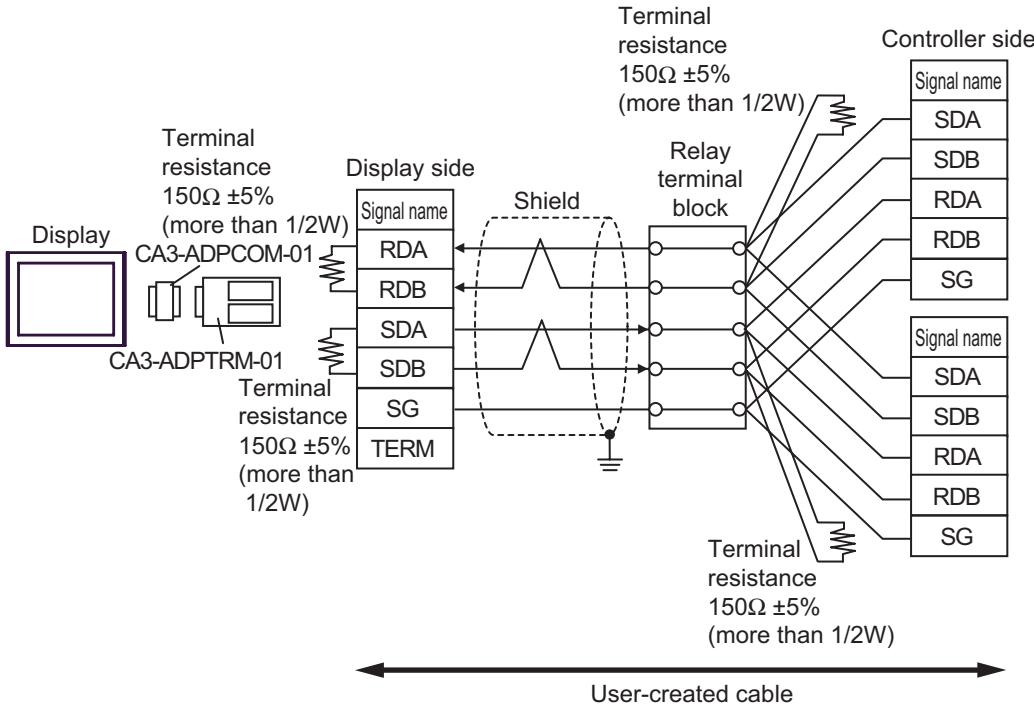 Terminal
resistance
150Ω ±5%
(more than 1/2W)
Controller side
Signal name
SDA
SDB
RDA
RDB
SG
Terminal
resistance
150Ω ±5%
(more than 1/2W)
Display side
Relay
terminal
block
Display
CA3-ADPCOM-01
CA3-ADPTRM-01
Signal name
RDA
RDB
SDA
SDB
SG
TERM
Shield
Signal name
SDA
SDB
RDA
RDB
SG
Terminal
resistance
150Ω ±5%
(more than
1/2W)
Terminal
resistance
150Ω ±5%
(more than 1/2W)
User-created cable